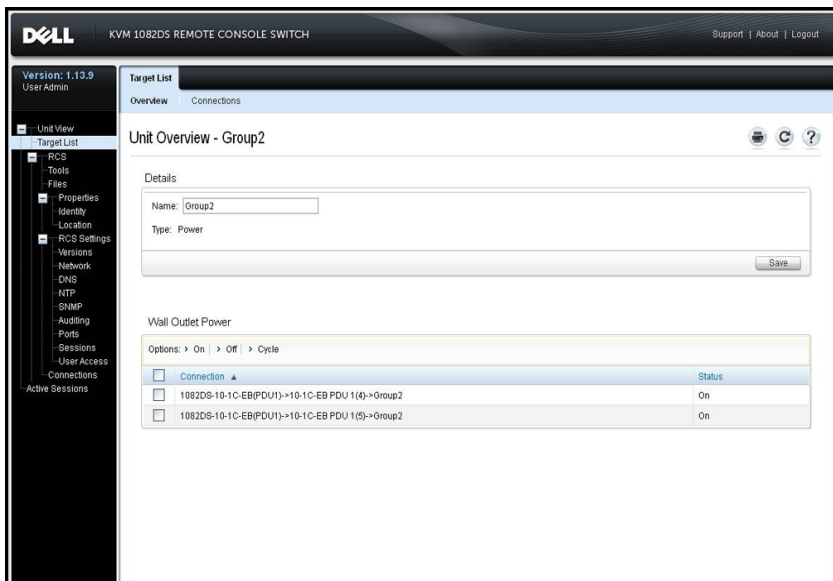 DELL
KVM 1082DS REMOTE CONSOLE SWITCH
Support | About | Logout
Version: 1.13.9
User Admin
Unit View
Target List
RCS
Tools
Files
Properties
Identity
Location
RCS Settings
Versions
Network
DNS
NTP
SNMP
Auditing
Ports
Sessions
User Access
Connections
Active Sessions
Target List
Overview Connections
Unit Overview - Group2
?
Details
Name: Group2
Type: Power
Save
Wall Outlet Power
Options: > On | > Off | > Cycle
Connection ▲ Status
1082DS-10-1C-EB(PDU1)->10-1C-EB PDU 1(4)->Group2 On
1082DS-10-1C-EB(PDU1)->10-1C-EB PDU 1(5)->Group2 On